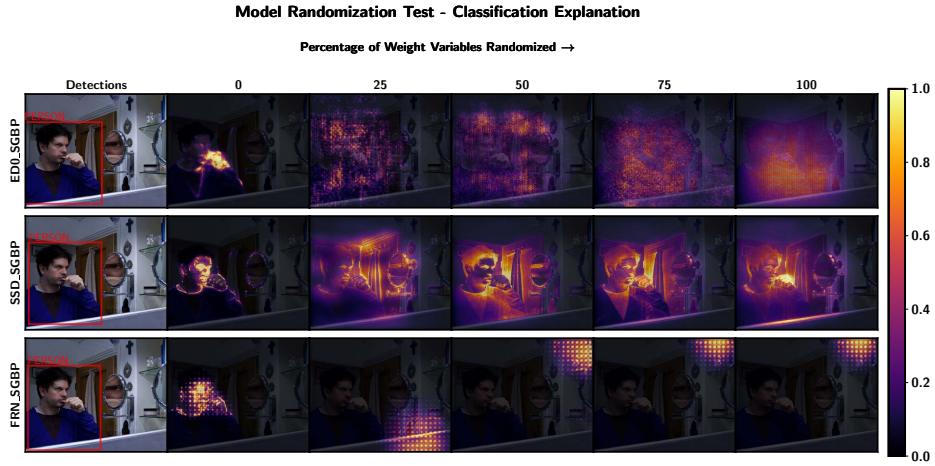 Model Randomization Test - Classification Explanation
Percentage of Weight Variables Randomized →
Detections 0 25 50 75 100
ED0_SGBP
PERSON
SSD_SGBP
PERSON
FRN_SGBP
PERSON
1.0
0.8
0.6
0.4
0.2
0.0